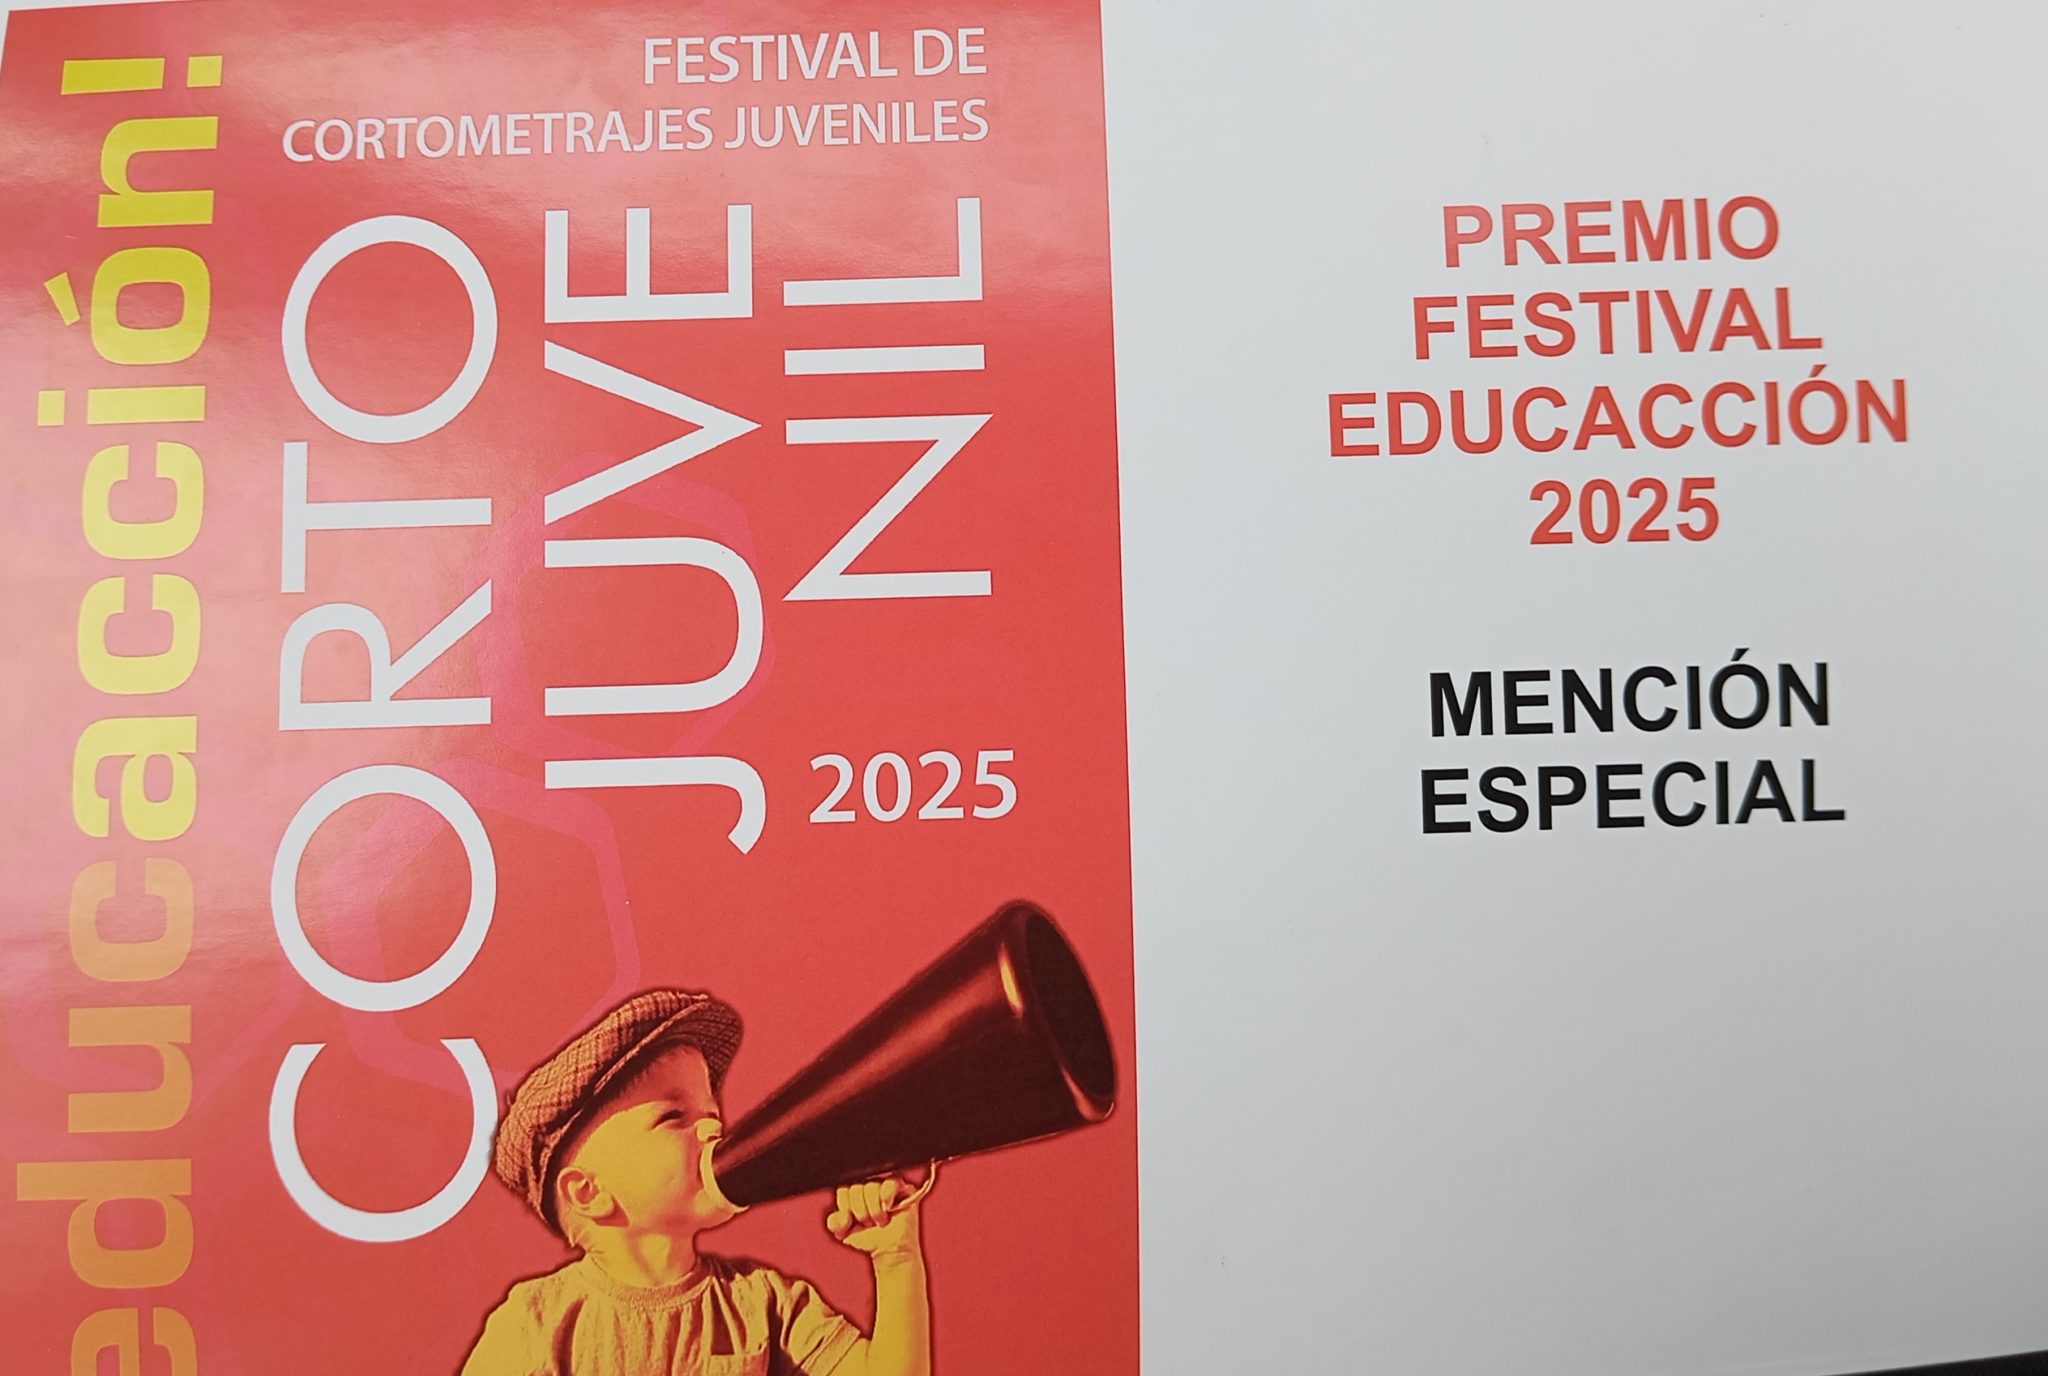 educacción!
FESTIVAL DE
CORTOMETRAJES JUVENILES
CORTO
JUVE
NIL
2025
PREMIO
FESTIVAL
EDUCACCIÓN
2025
MENCIÓN
ESPECIAL